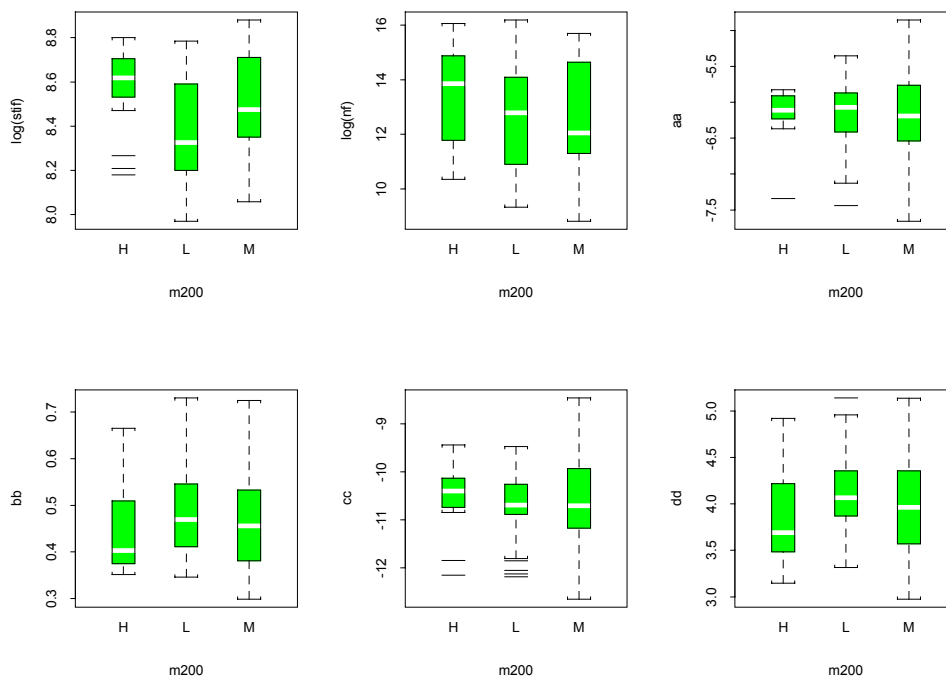 log(stif)
8.0 8.2 8.4 8.6 8.8
H L M
m200
log(nf)
10 12 14 16
H L M
m200
aa
-7.5 -6.5 -5.5
H L M
m200
bb
0.3 0.4 0.5 0.6 0.7
H L M
m200
cc
-12 -11 -10 -9
H L M
m200
dd
3.0 3.5 4.0 4.5 5.0
H L M
m200